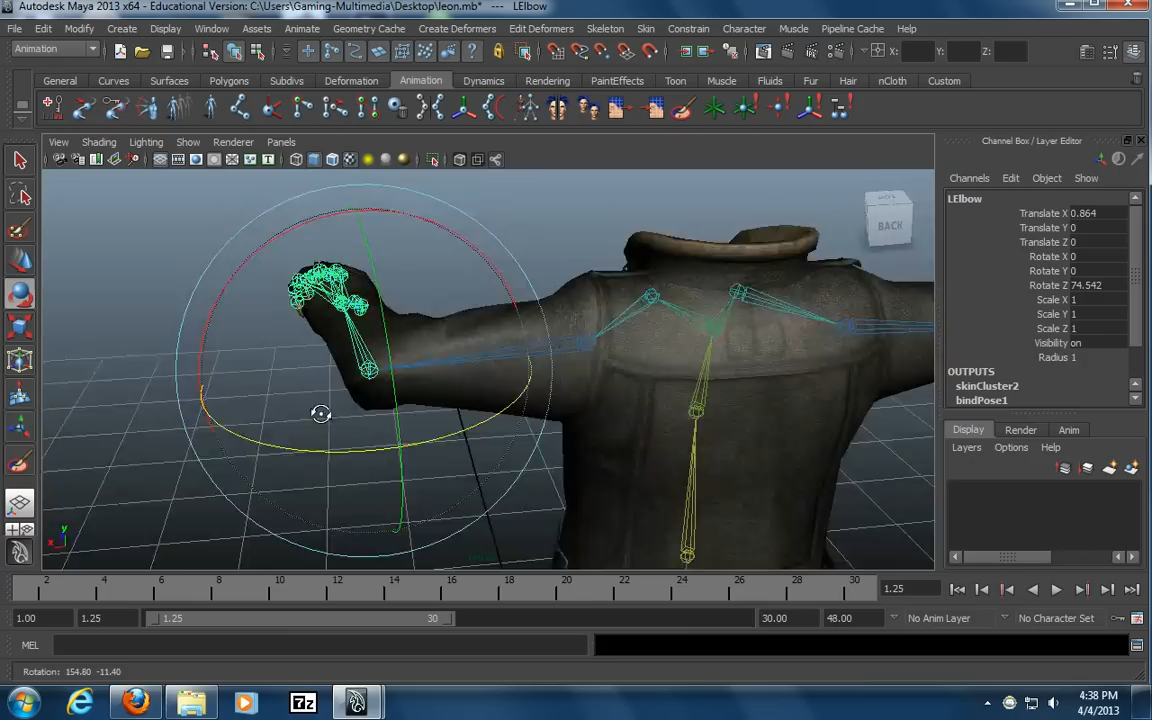 Autodesk Maya 2013 x64 - Educational Version: C:\Users\Gaming-Multimedia\Desktop\leon.mb* --- LElbow
File Edit Modify Create Display Window Assets Animate Geometry Cache Create Deformers Edit Deformers Skeleton Skin Constrain Character Muscle Pipeline Cache Help
Animation X: Y: Z:
General Curves Surfaces Polygons Subdivs Deformation Animation Dynamics Rendering PaintEffects Toon Muscle Fluids Fur Hair nCloth Custom
View Shading Lighting Show Renderer Panels
Channel Box / Layer Editor
Channels Edit Object Show
LElbow
Translate X 0.864
Translate Y 0
Translate Z 0
Rotate X 0
Rotate Y 0
Rotate Z 74.542
Scale X 1
Scale Y 1
Scale Z 1
Visibility on
Radius 1
OUTPUTS
skinCluster2
bindPose1
BACK
Display Render Anim
Layers Options Help
y
x
2 4 6 8 10 12 14 16 18 20 22 24 26 28 30 1.25
1.00 1.25 1.25 30 30.00 48.00 No Anim Layer No Character Set
MEL
Rotation: 154.60 -11.40
7z
4:38 PM
4/4/2013